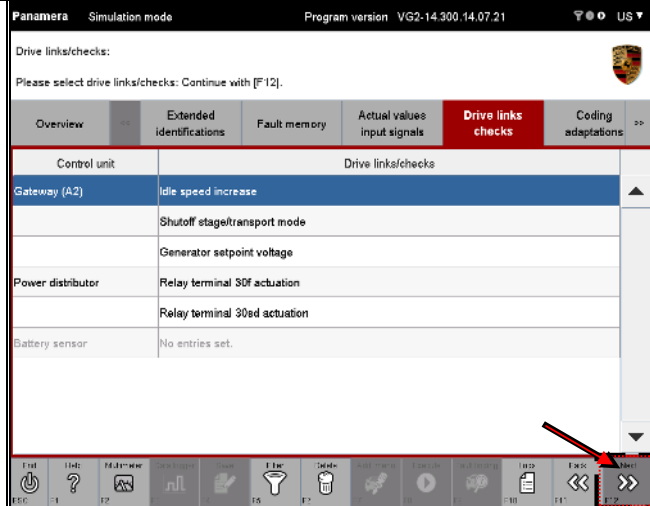 Panamera Simulation mode Program version VG2-14.300.14.07.21 US
Drive links/checks:
Please select drive links/checks: Continue with [F12].
Overview << Extended identifications Fault memory Actual values input signals Drive links checks Coding adaptations >>
Control unit Drive links/checks
Gateway (A2) Idle speed increase
Shutoff stage/transport mode
Generator setpoint voltage
Power distributor Relay terminal 30f actuation
Relay terminal 30ed actuation
Battery sensor No entries set.
End Help Multimeter Save Filter Delete Execute Back Next
ESC F1 F2 F6 F7 F10 F11 F12